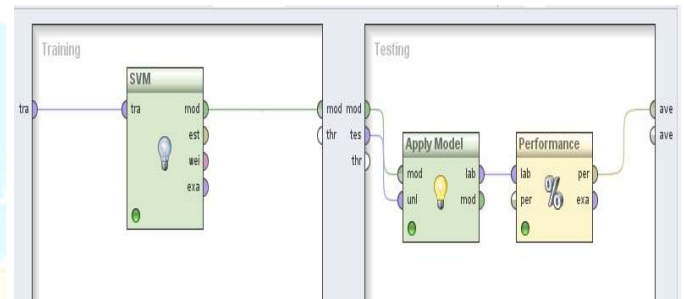 Training
SVM
tra
tra
mod
est
wei
exa
mod
thr
Testing
mod
tes
thr
Apply Model
mod
unl
lab
mod
Performance
lab
per
%
per
exa
ave
ave